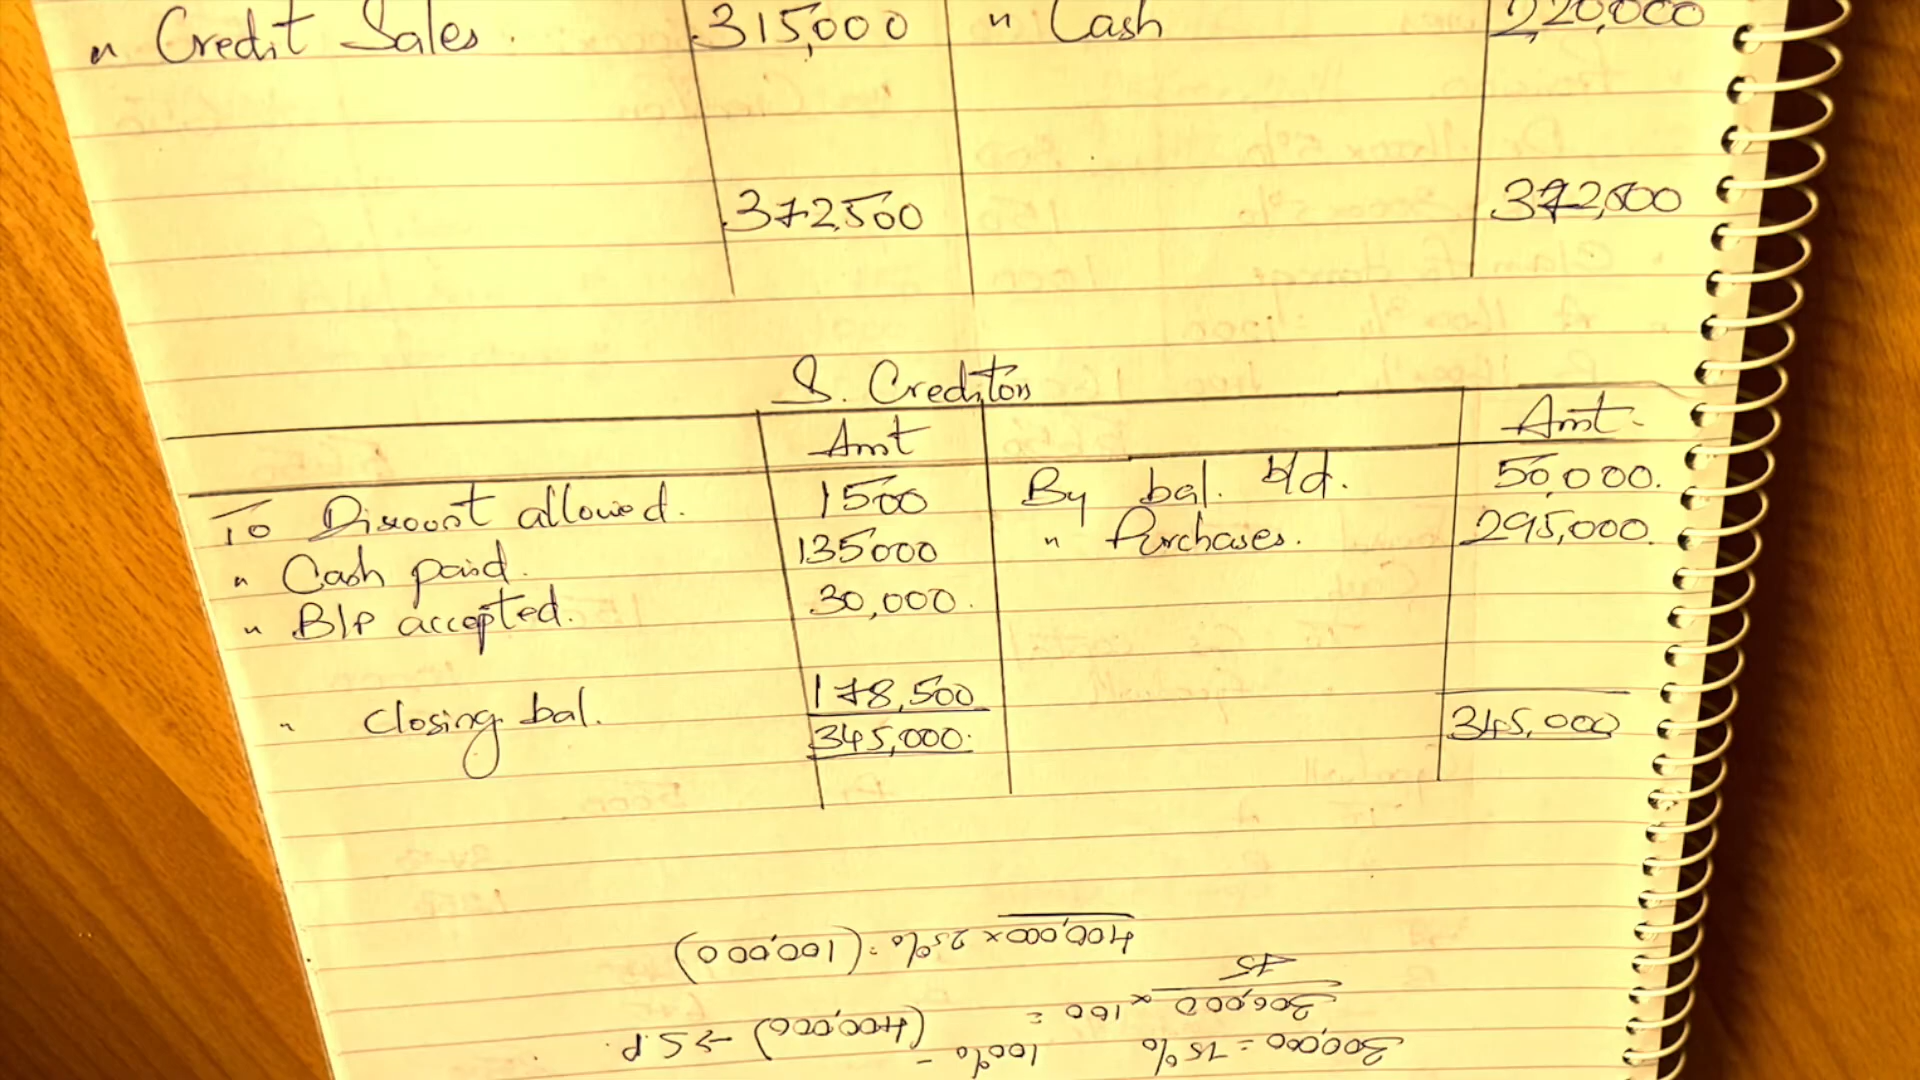 " Credit Sales. 315,000 " Cash 2,20,000
372,500 372,500
S. Creditors
Amt Amt.
To Discount allowed. 1500 By bal. b/d. 50,000.
" Cash paid. 135000 " Purchases. 295,000.
" B/P accepted. 30,000.
" Closing bal. 178,500
345,000. 345,000
300,000 = 75% 100% - (400,000) → S.P.
300,000 × 100 =
75
400,000 × 25% = (100,000)